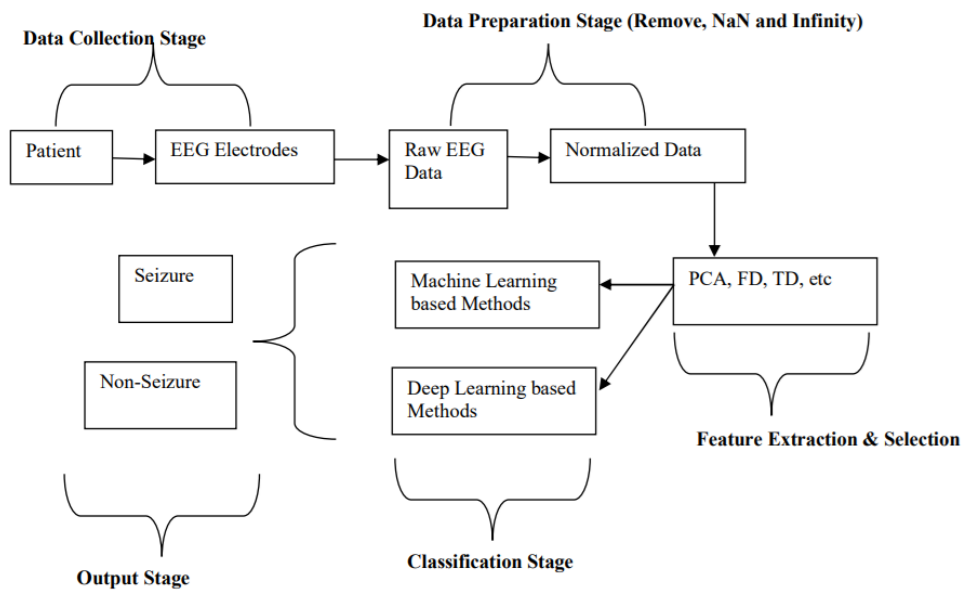 Data Preparation Stage (Remove, NaN and Infinity)
Data Collection Stage
Patient
EEG Electrodes
Raw EEG
Data
Normalized Data
Seizure
Machine Learning
based Methods
PCA, FD, TD, etc
Non-Seizure
Deep Learning based
Methods
Feature Extraction & Selection
Classification Stage
Output Stage